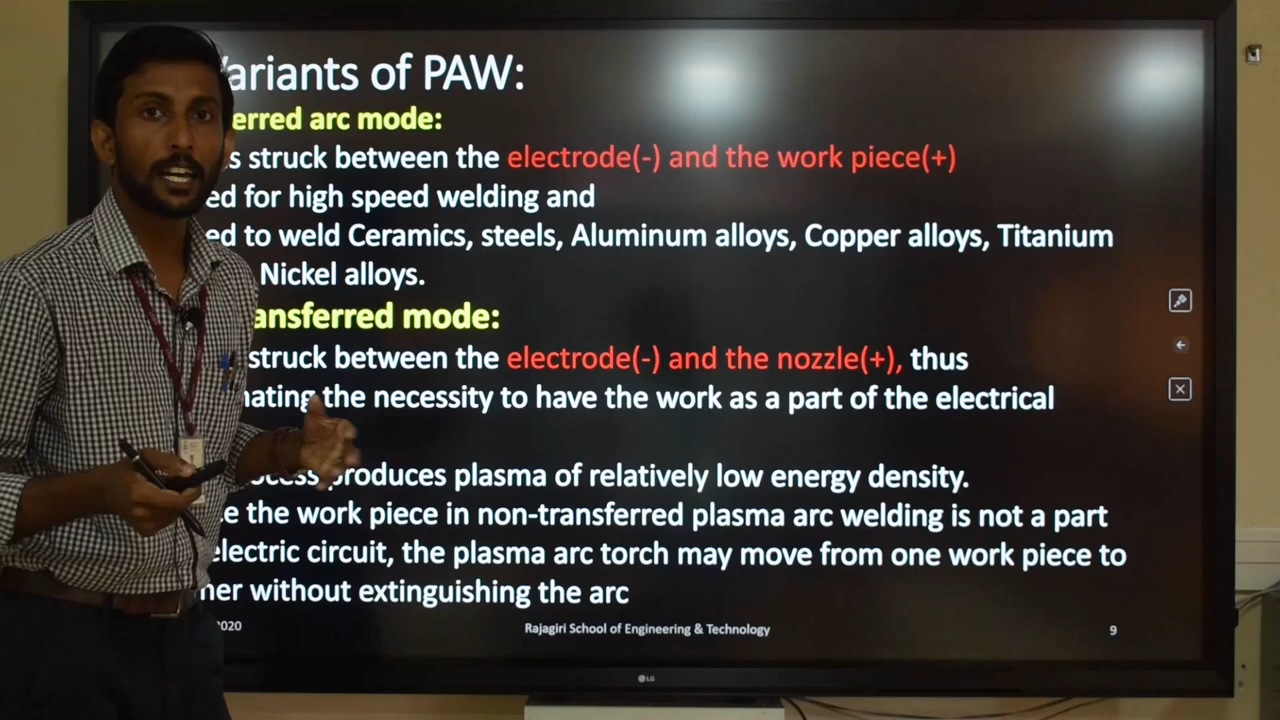 ariants of PAW:
erred arc mode:
s struck between the electrode(-) and the work piece(+)
ed for high speed welding and
ed to weld Ceramics, steels, Aluminum alloys, Copper alloys, Titanium
Nickel alloys.
ansferred mode:
struck between the electrode(-) and the nozzle(+), thus
nating the necessity to have the work as a part of the electrical
ocess produces plasma of relatively low energy density.
e the work piece in non-transferred plasma arc welding is not a part
electric circuit, the plasma arc torch may move from one work piece to
her without extinguishing the arc
2020
Rajagiri School of Engineering & Technology
9
LG